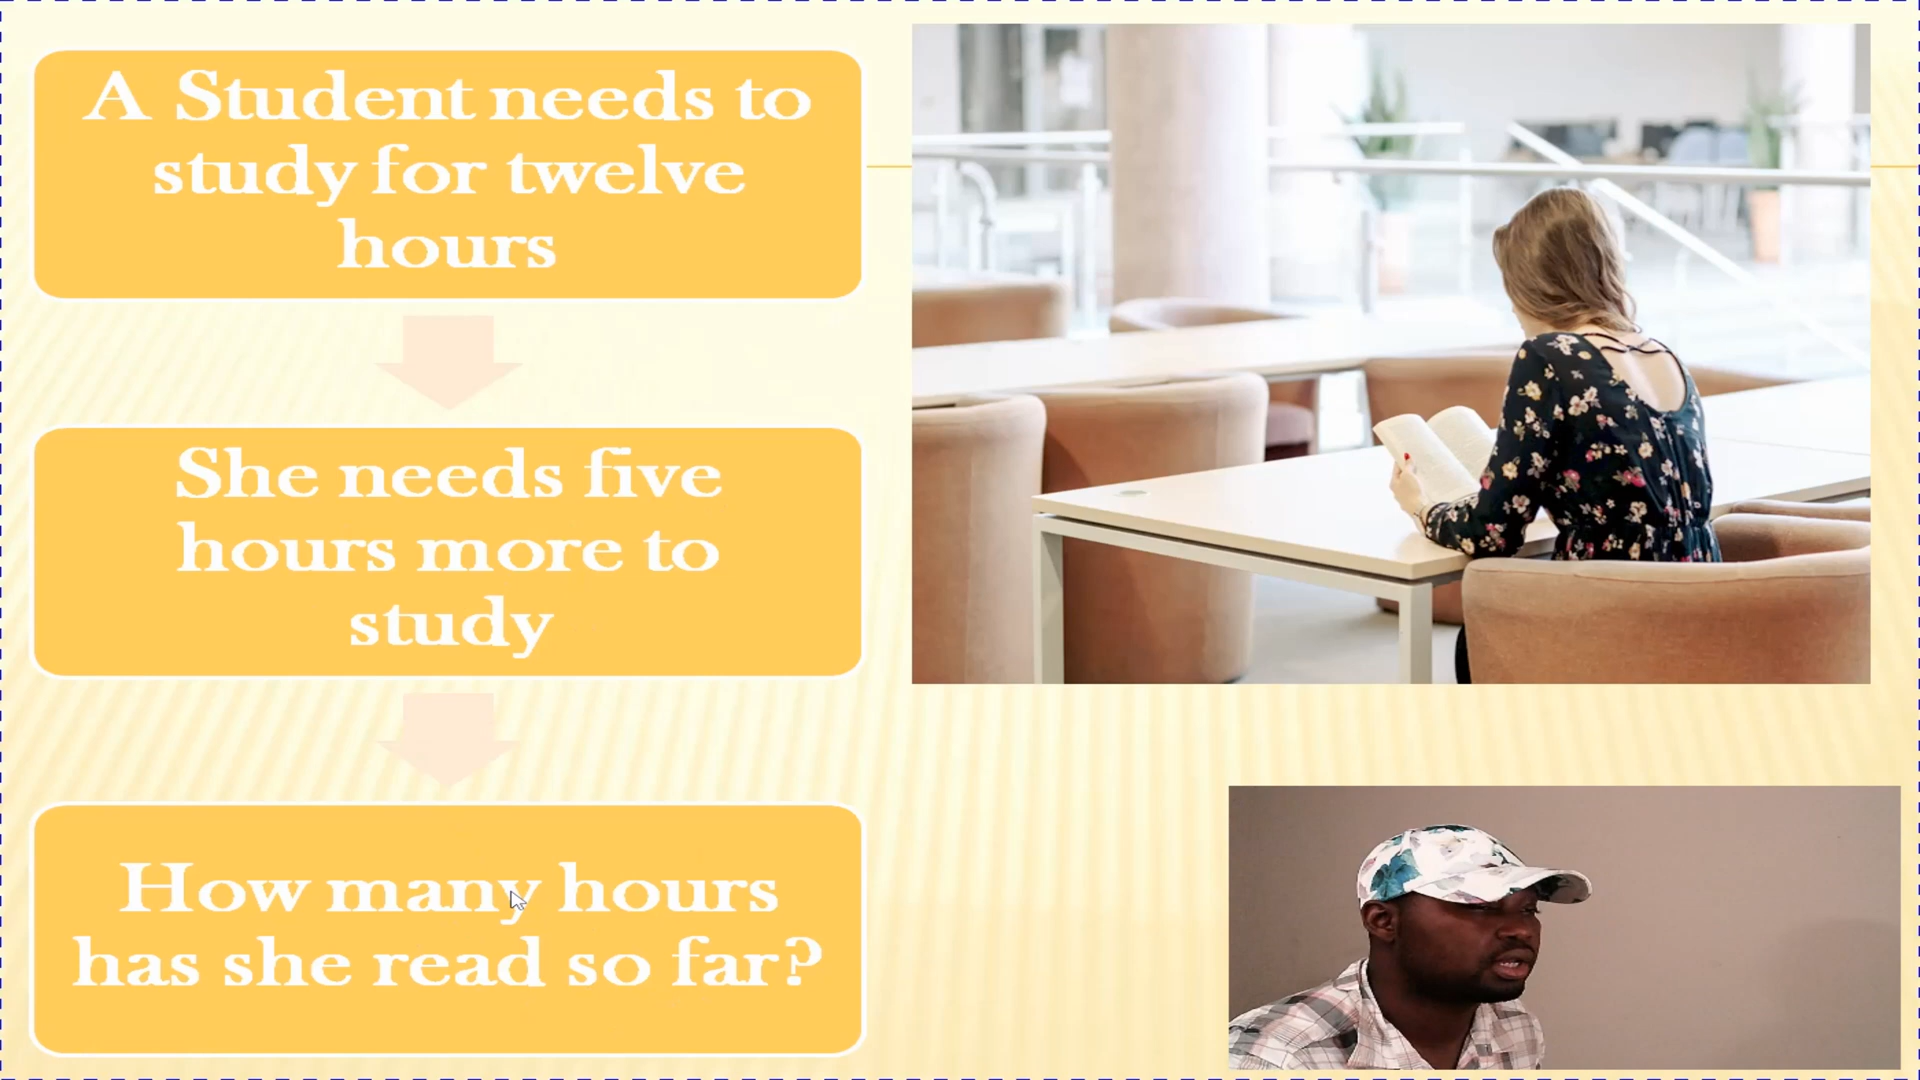 A Student needs to
study for twelve
hours
She needs five
hours more to
study
How many hours
has she read so far?